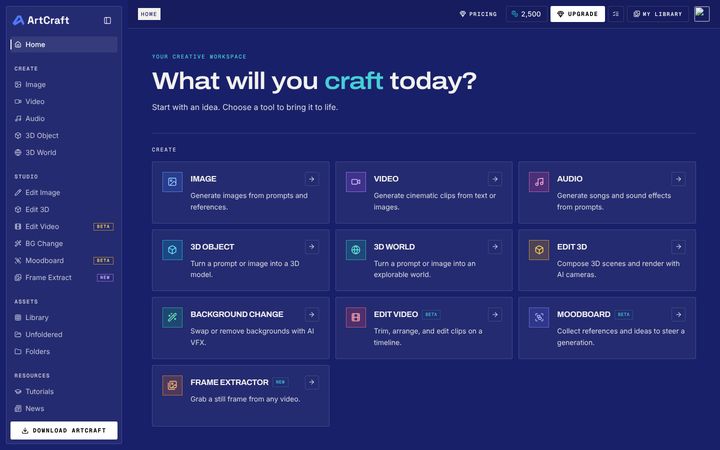 ArtCraft
Home
CREATE
Image
Video
Audio
3D Object
3D World
STUDIO
Edit Image
Edit 3D
Edit Video BETA
BG Change
Moodboard BETA
Frame Extract NEW
ASSETS
Library
Unfoldered
Folders
RESOURCES
Tutorials
News
DOWNLOAD ARTCRAFT
HOME
PRICING
2,500
UPGRADE
MY LIBRARY
YOUR CREATIVE WORKSPACE
What will you craft today?
Start with an idea. Choose a tool to bring it to life.
CREATE
IMAGE
Generate images from prompts and
references.
VIDEO
Generate cinematic clips from text or
images.
AUDIO
Generate songs and sound effects
from prompts.
3D OBJECT
Turn a prompt or image into a 3D
model.
3D WORLD
Turn a prompt or image into an
explorable world.
EDIT 3D
Compose 3D scenes and render with
AI cameras.
BACKGROUND CHANGE
Swap or remove backgrounds with AI
VFX.
EDIT VIDEO BETA
Trim, arrange, and edit clips on a
timeline.
MOODBOARD BETA
Collect references and ideas to steer a
generation.
FRAME EXTRACTOR NEW
Grab a still frame from any video.